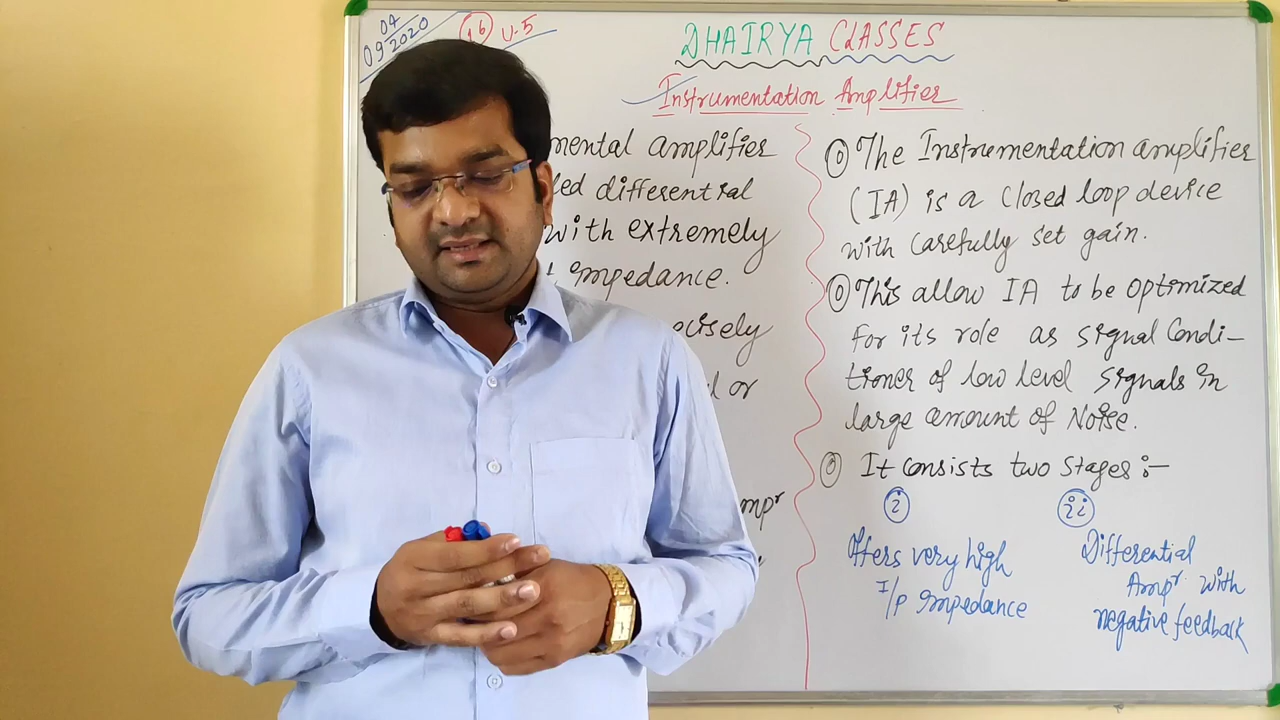 04
09 2020
16 U-5
DHAIRYA CLASSES
Instrumentation Amplifier
mental amplifier
led differential
with extremely
t impedance.
ecisely
l or
mpr
① The Instrumentation amplifier
(IA) is a closed loop device
with carefully set gain.
① This allow IA to be optimized
for its role as signal condi-
tioner of low level signals in
large amount of Noise.
① It consists two stages :-
i ii
Offers very high
I/P impedance
Differential
Ampr with
negative feedback